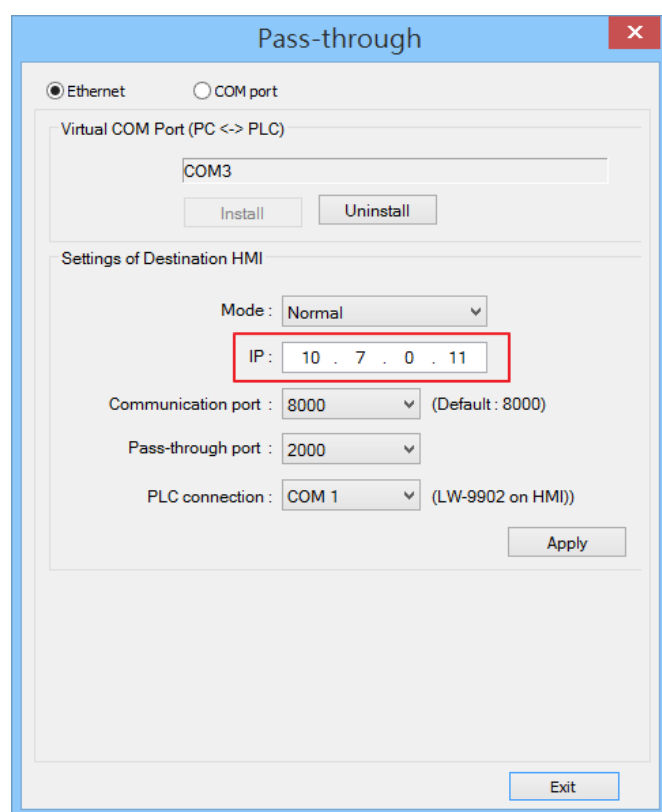 Pass-through
Ethernet COM port
Virtual COM Port (PC <-> PLC)
COM3
Install Uninstall
Settings of Destination HMI
Mode : Normal
IP : 10 . 7 . 0 . 11
Communication port : 8000 (Default : 8000)
Pass-through port : 2000
PLC connection : COM 1 (LW-9902 on HMI))
Apply
Exit